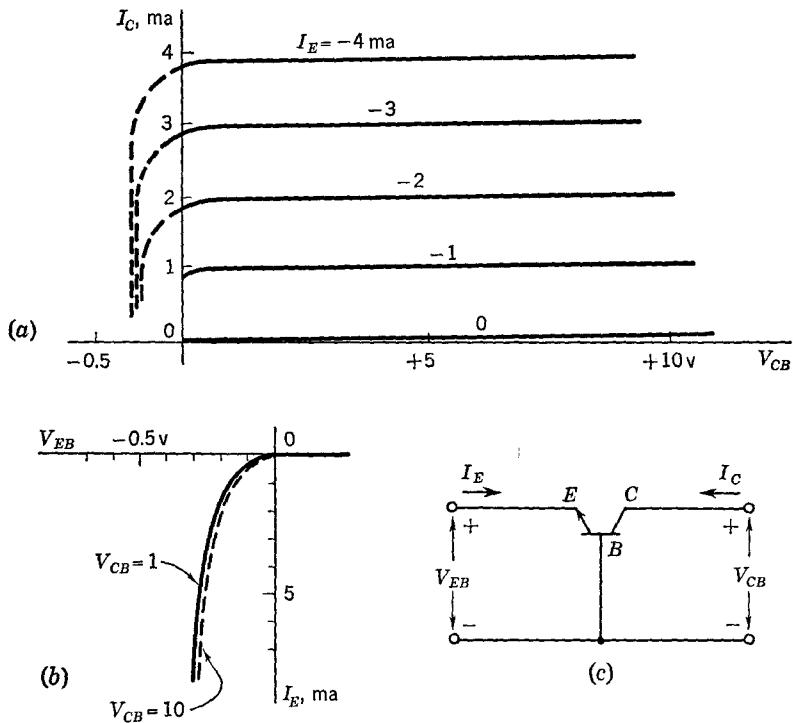 I_C, ma
4
I_E = −4 ma
3
−3
2
−2
1
−1
(a)
0
0
−0.5
+5
+10 v
V_CB
V_EB
−0.5 v
0
V_CB = 1
5
(b)
V_CB = 10
I_E, ma
I_E
I_C
E
C
+
+
B
V_EB
V_CB
−
−
(c)